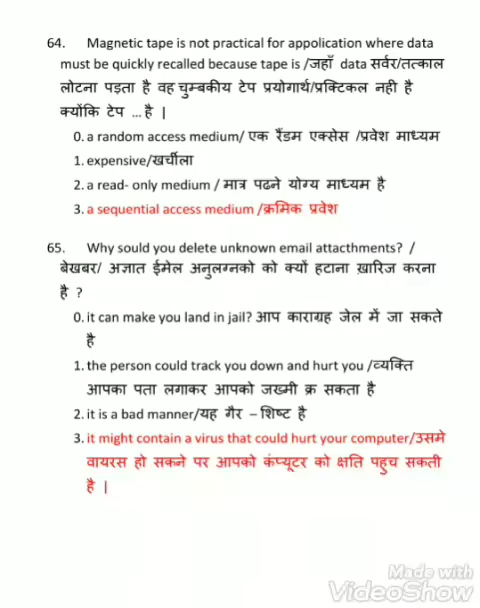 64. Magnetic tape is not practical for appolication where data
must be quickly recalled because tape is /जहाँ data सर्वर/तत्काल
लोटना पड़ता है वह चुम्बकीय टेप प्रयोगार्थ/प्रक्टिकल नही है
क्योंकि टेप ... है |
0. a random access medium/ एक रैंडम एक्सेस /प्रवेश माध्यम
1. expensive/खर्चीला
2. a read- only medium / मात्र पढने योग्य माध्यम है
3. a sequential access medium /क्रमिक प्रवेश
65. Why sould you delete unknown email attacthments? /
बेखबर/ अज्ञात ईमेल अनुलग्नको को क्यों हटाना ख़ारिज करना
है ?
0. it can make you land in jail? आप काराग्रह जेल में जा सकते
है
1. the person could track you down and hurt you /व्यक्ति
आपका पता लगाकर आपको जख्मी क्र सकता है
2. it is a bad manner/यह गैर – शिष्ट है
3. it might contain a virus that could hurt your computer/उसमे
वायरस हो सकने पर आपको कंप्यूटर को क्षति पहुच सकती
है |
Made with
VideoShow